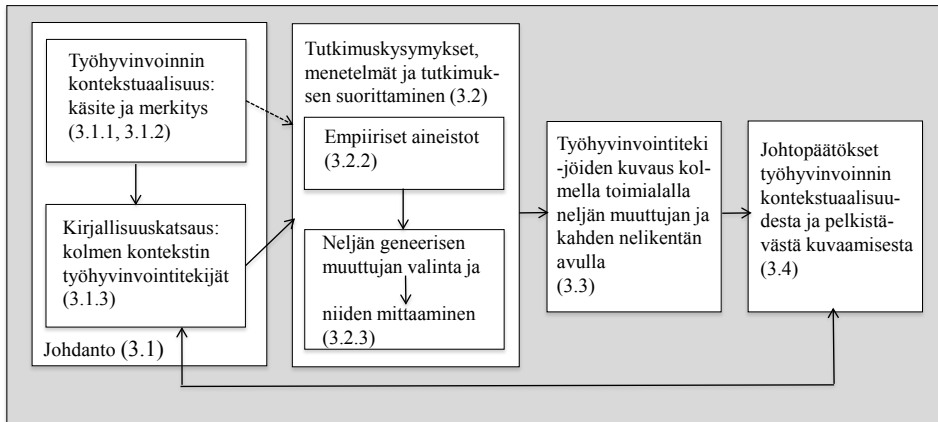 Työhyvinvoinnin
kontekstuaalisuus:
käsite ja merkitys
(3.1.1, 3.1.2)
Kirjallisuuskatsaus:
kolmen kontekstin
työhyvinvointitekijät
(3.1.3)
Johdanto (3.1)
Tutkimuskysymykset,
menetelmät ja tutkimuk-
sen suorittaminen (3.2)
Empiiriset aineistot
(3.2.2)
Neljän geneerisen
muuttujan valinta ja
niiden mittaaminen
(3.2.3)
Työhyvinvointiteki
-jöiden kuvaus kol-
mella toimialalla
neljän muuttujan ja
kahden nelikentän
avulla
(3.3)
Johtopäätökset
työhyvinvoinnin
kontekstuaalisuu-
desta ja pelkistä-
västä kuvaamisesta
(3.4)